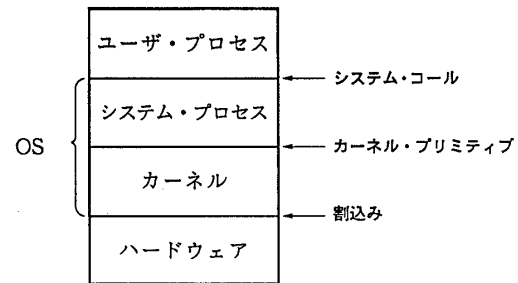 ユーザ・プロセス
システム・コール
システム・プロセス
OS
カーネル・プリミティブ
カーネル
割込み
ハードウェア